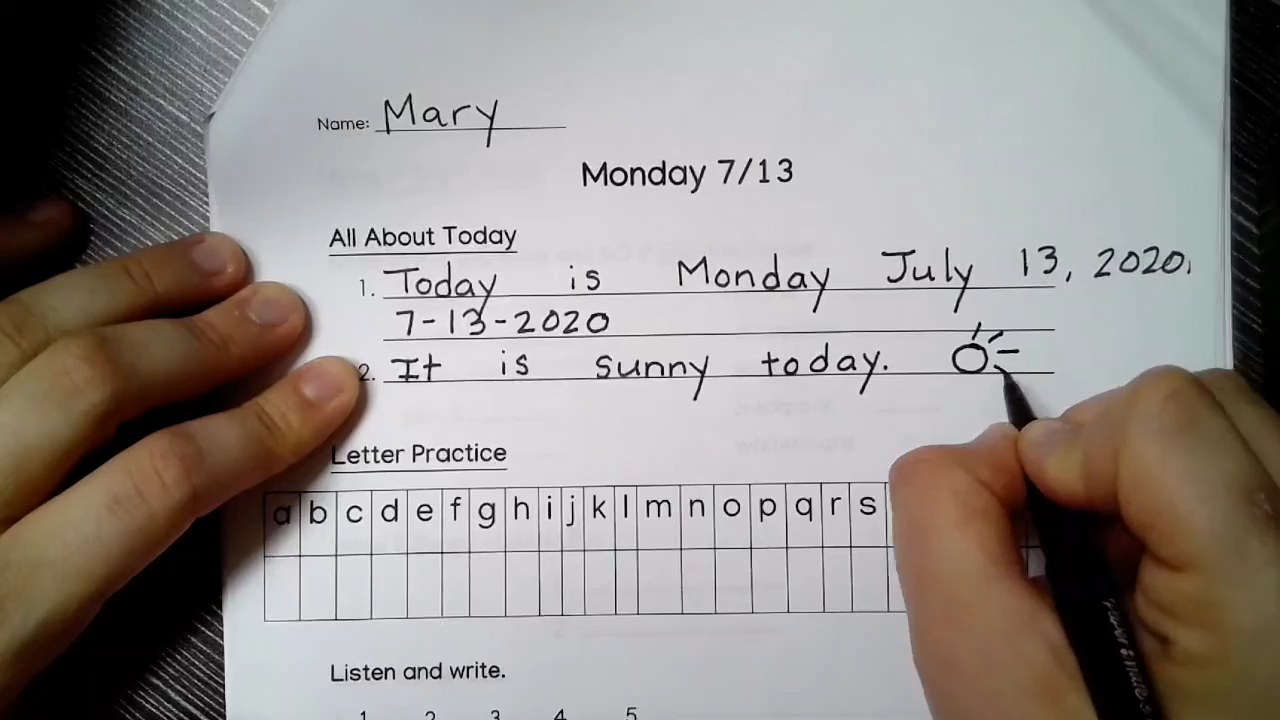 Name: Mary
Monday 7/13
All About Today
1. Today is Monday July 13, 2020.
7-13-2020
2. It is sunny today.
Letter Practice
a b c d e f g h i j k l m n o p q r s
Listen and write.
1 2 3 4 5